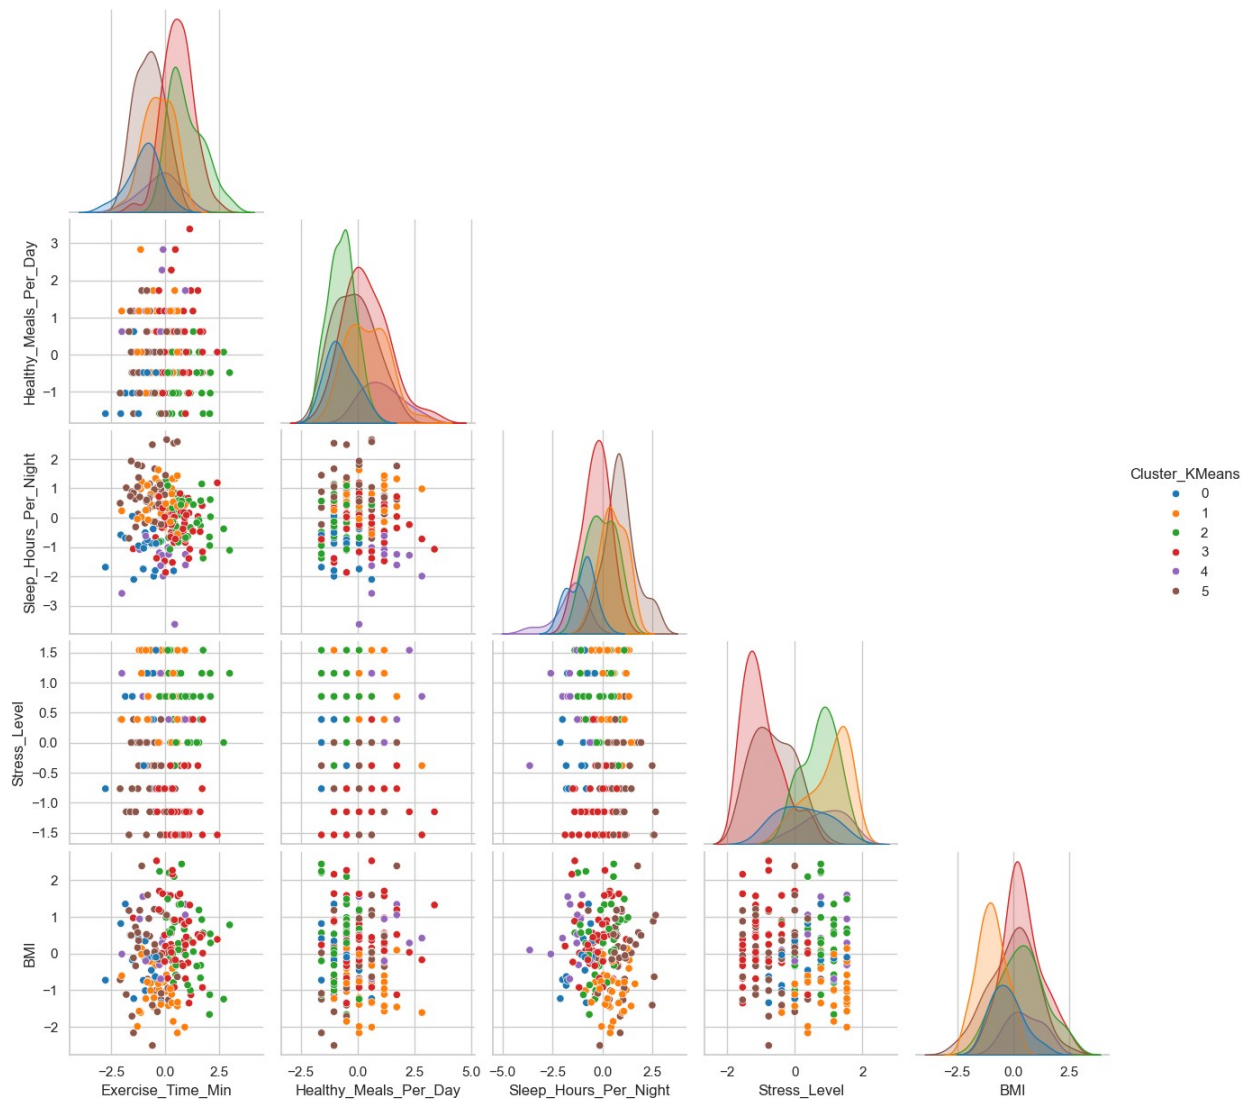 Healthy_Meals_Per_Day
3
2
1
0
−1
Sleep_Hours_Per_Night
2
1
0
−1
−2
−3
Cluster_KMeans
0
1
2
3
4
5
Stress_Level
1.5
1.0
0.5
0.0
−0.5
−1.0
−1.5
BMI
2
1
0
−1
−2
−2.5 0.0 2.5
−2.5 0.0 2.5 5.0
−5.0 −2.5 0.0 2.5
−2 0 2
−2.5 0.0 2.5
Exercise_Time_Min
Healthy_Meals_Per_Day
Sleep_Hours_Per_Night
Stress_Level
BMI